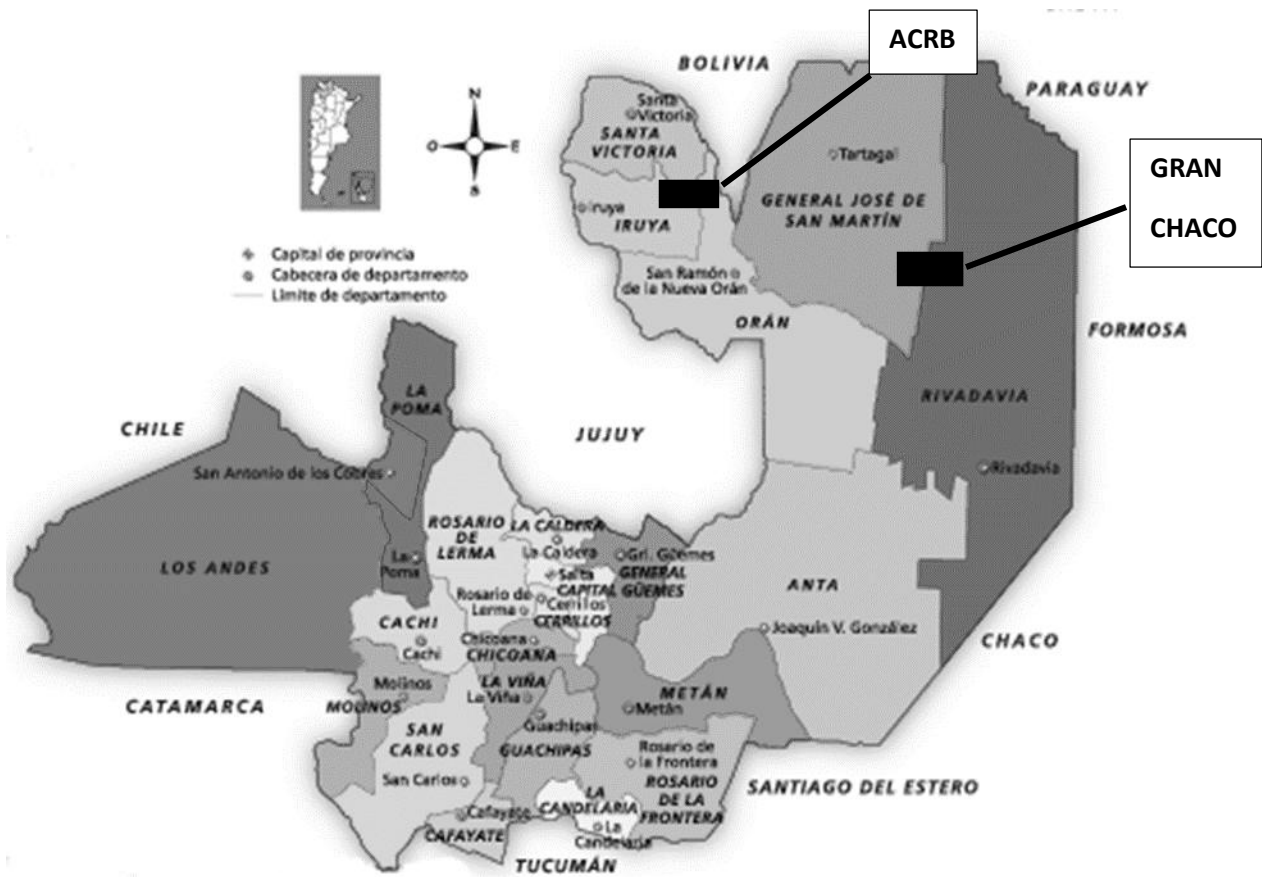 ACRB
BOLIVIA
PARAGUAY
GRAN
CHACO
N
O
E
S
Santa
Victoria
SANTA
VICTORIA
Tartagal
GENERAL JOSÉ DE
SAN MARTÍN
Iruya
IRUYA
Capital de provincia
Cabecera de departamento
Límite de departamento
San Ramón
de la Nueva Orán
ORÁN
FORMOSA
LA
POMA
RIVADAVIA
CHILE
JUJUY
San Antonio de los Cobres
Rivadavia
ROSARIO
DE
LERMA
LA CALDERA
La Caldera
Grl. Güemes
GENERAL
GÜEMES
LOS ANDES
La
Poma
Salta
CAPITAL
ANTA
Rosario de
Lerma
Cerrillos
CERRILLOS
CACHI
Cachi
Chicoana
CHICOANA
Joaquín V. González
CHACO
Molinos
MOLINOS
LA VIÑA
La Viña
METÁN
Metán
CATAMARCA
SAN
CARLOS
Guachipas
GUACHIPAS
San Carlos
Rosario de
la Frontera
ROSARIO
DE LA
FRONTERA
SANTIAGO DEL ESTERO
LA
CANDELARIA
La
Candelaria
Cafayate
CAFAYATE
TUCUMÁN